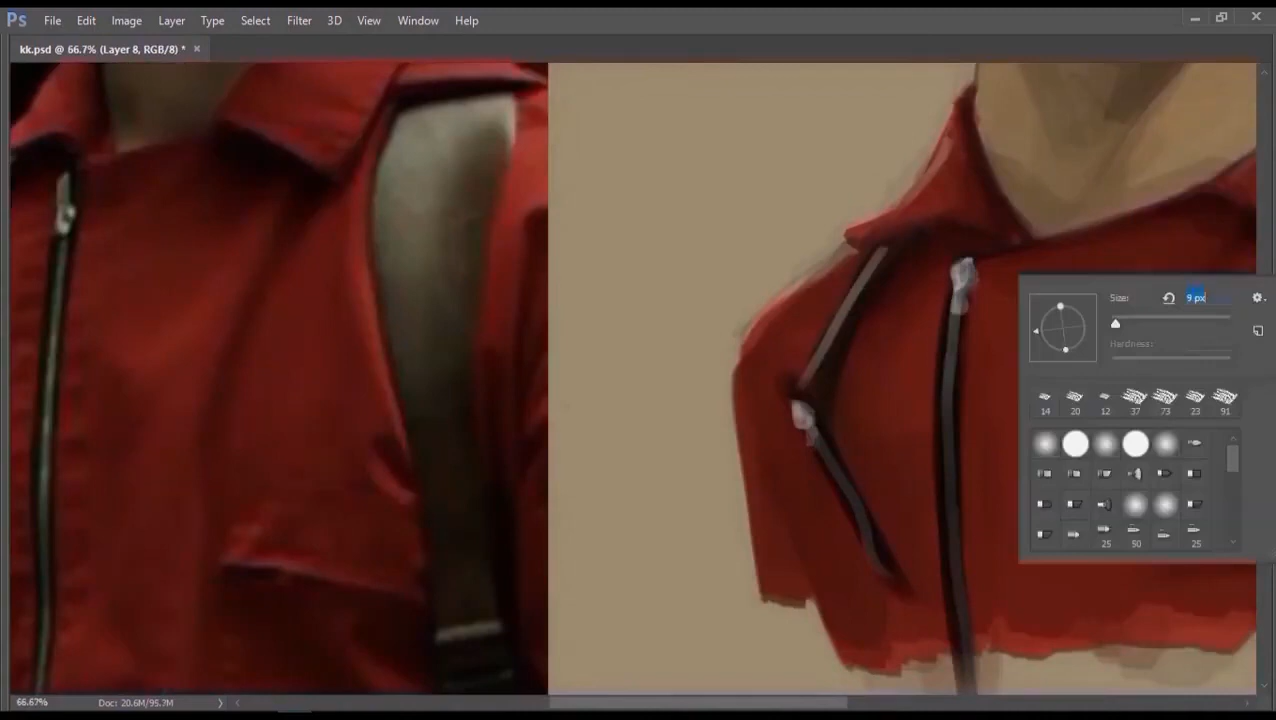 Ps File Edit Image Layer Type Select Filter 3D View Window Help
kk.psd @ 66.7% (Layer 8, RGB/8) * ×
Size: 9 px
Hardness:
14 20 12 37 73 23 91
25 50 25
66.67% Doc: 20.6M/95.7M